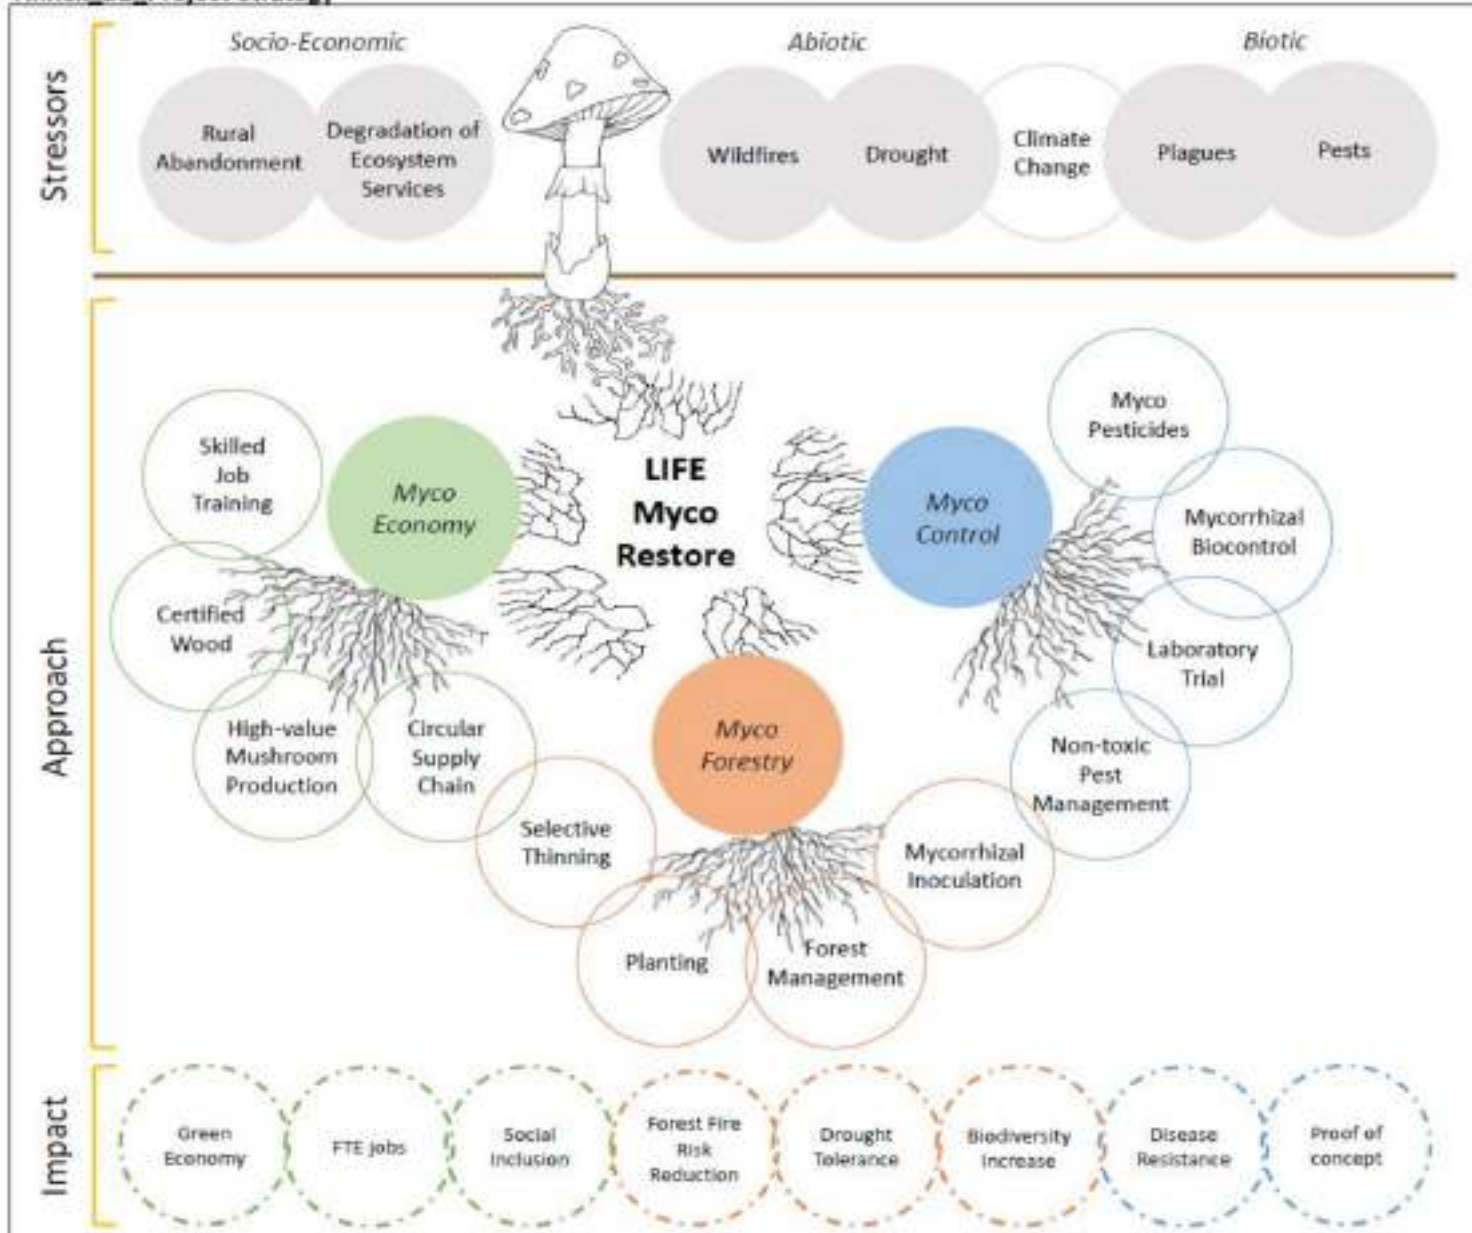 Stressors
Socio-Economic
Abiotic
Biotic
Rural
Abandonment
Degradation of
Ecosystem
Services
Wildfires
Drought
Climate
Change
Plagues
Pests
Approach
LIFE
Myco
Restore
Myco
Economy
Skilled
Job
Training
Certified
Wood
High-value
Mushroom
Production
Circular
Supply
Chain
Myco
Forestry
Selective
Thinning
Planting
Forest
Management
Mycorrhizal
Inoculation
Myco
Control
Myco
Pesticides
Mycorrhizal
Biocontrol
Laboratory
Trial
Non-toxic
Pest
Management
Impact
Green
Economy
FTE jobs
Social
Inclusion
Forest Fire
Risk
Reduction
Drought
Tolerance
Biodiversity
Increase
Disease
Resistance
Proof of
concept